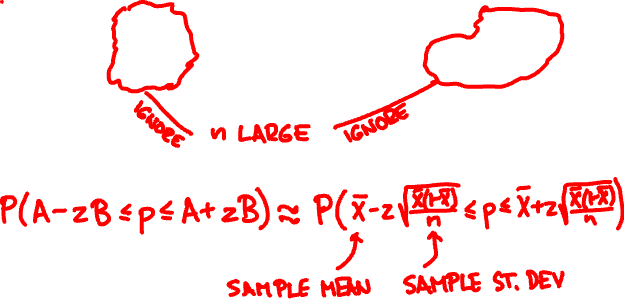 IGNORE n LARGE IGNORE
P(A-zB≤p≤A+zB)≈ P(x̄-z√(x̄(1-x̄)/n) ≤p≤ x̄+z√(x̄(1-x̄)/n))
SAMPLE MEAN SAMPLE ST. DEV